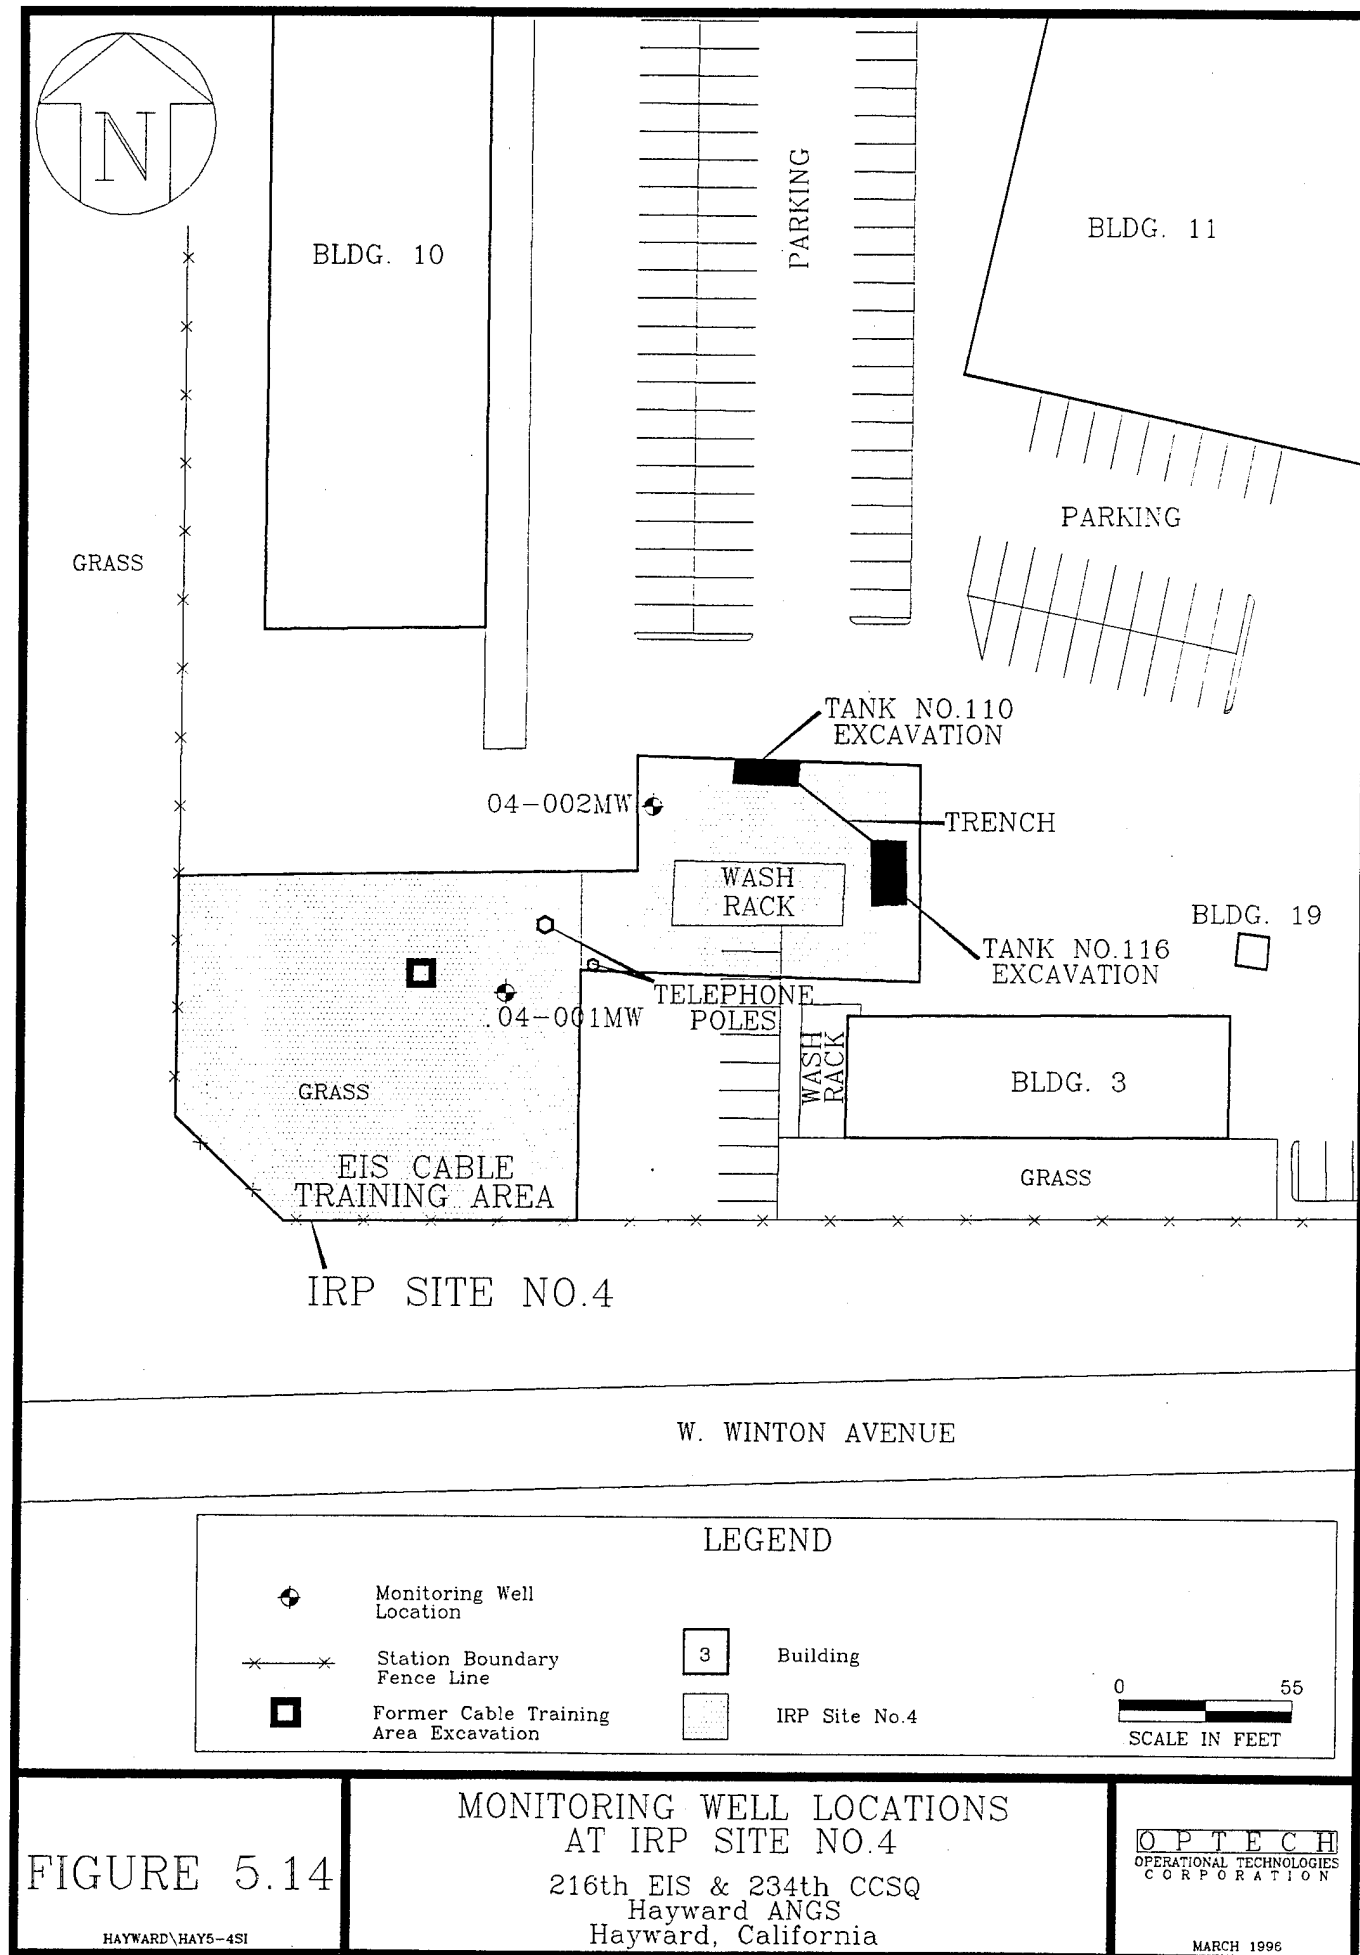 N
BLDG. 10
PARKING
BLDG. 11
GRASS
PARKING
TANK NO.110
EXCAVATION
04-002MW
TRENCH
WASH
RACK
BLDG. 19
TANK NO.116
EXCAVATION
TELEPHONE
POLES
04-001MW
WASH
RACK
BLDG. 3
GRASS
EIS CABLE
TRAINING AREA
GRASS
IRP SITE NO.4
W. WINTON AVENUE
LEGEND
Monitoring Well
Location
Station Boundary
Fence Line
Former Cable Training
Area Excavation
3
Building
IRP Site No.4
0 55
SCALE IN FEET
FIGURE 5.14
HAYWARD\HAY5-4SI
MONITORING WELL LOCATIONS
AT IRP SITE NO.4
216th EIS & 234th CCSQ
Hayward ANGS
Hayward, California
OPTECH
OPERATIONAL TECHNOLOGIES
CORPORATION
MARCH 1996